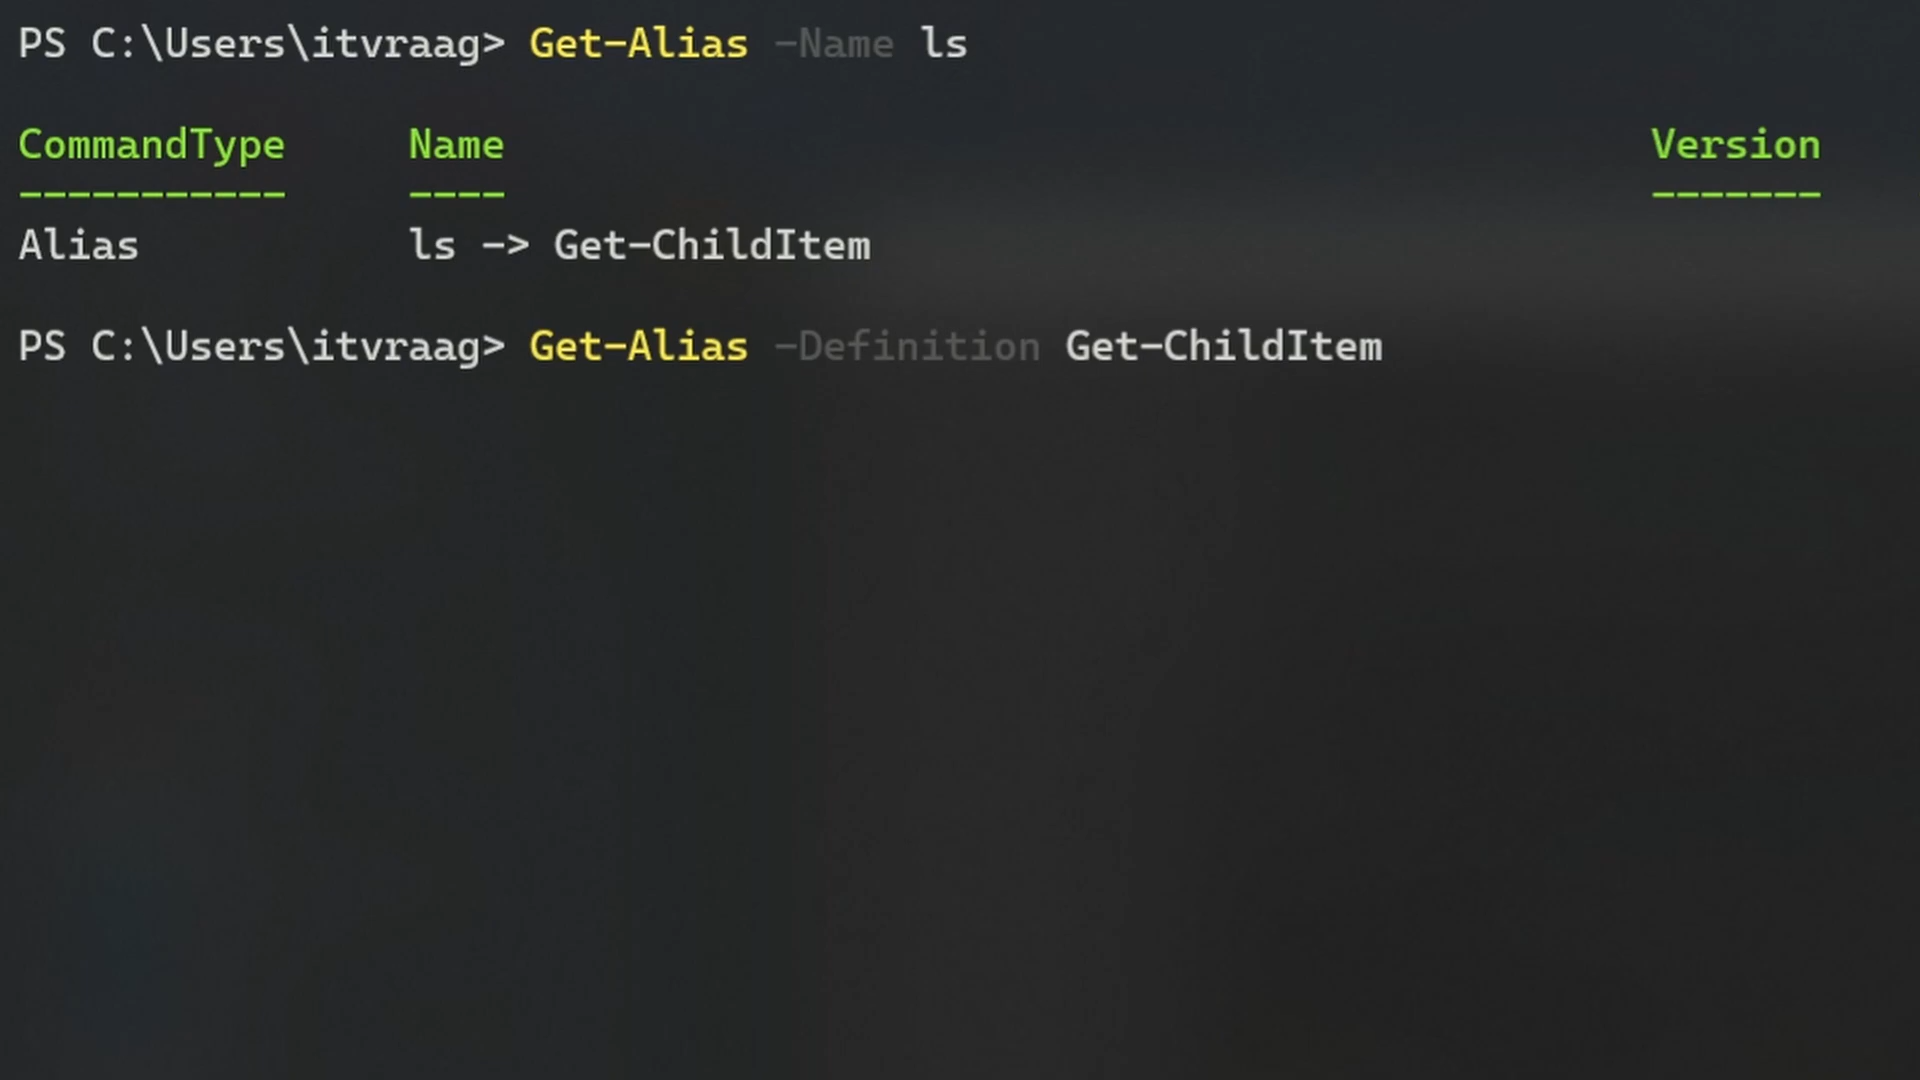 PS C:\Users\itvraag> Get-Alias -Name ls
CommandType Name Version
----------- ---- -------
Alias ls -> Get-ChildItem
PS C:\Users\itvraag> Get-Alias -Definition Get-ChildItem